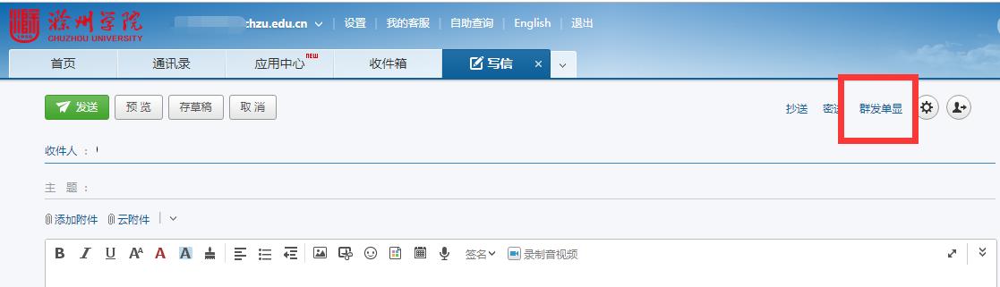 滁州学院
CHUZHOU UNIVERSITY
chzu.edu.cn 设置 我的客服 自助查询 English 退出
首页 通讯录 应用中心 NEW 收件箱 写信
发送 预览 存草稿 取消 抄送 密送 群发单显
收件人：
主题：
添加附件 云附件
B I U AA A A 签名 录制音视频